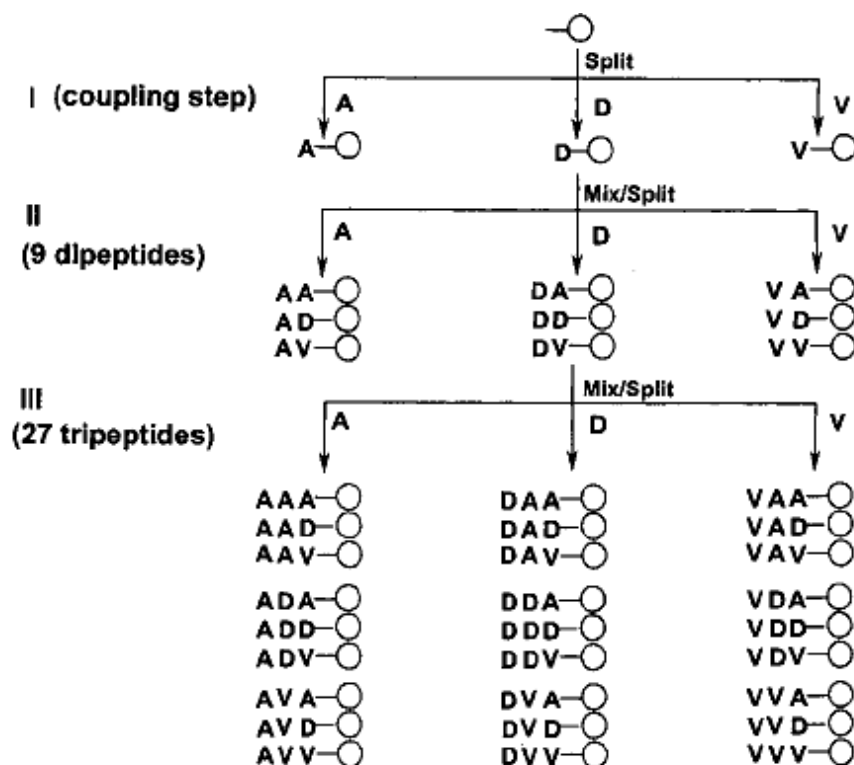 Split
I (coupling step)
A D V
A D V
Mix/Split
II
(9 dipeptides)
A D V
AA DA VA
AD DD VD
AV DV VV
Mix/Split
III
(27 tripeptides)
A D V
AAA DAA VAA
AAD DAD VAD
AAV DAV VAV
ADA DDA VDA
ADD DDD VDD
ADV DDV VDV
AVA DVA VVA
AVD DVD VVD
AVV DVV VVV